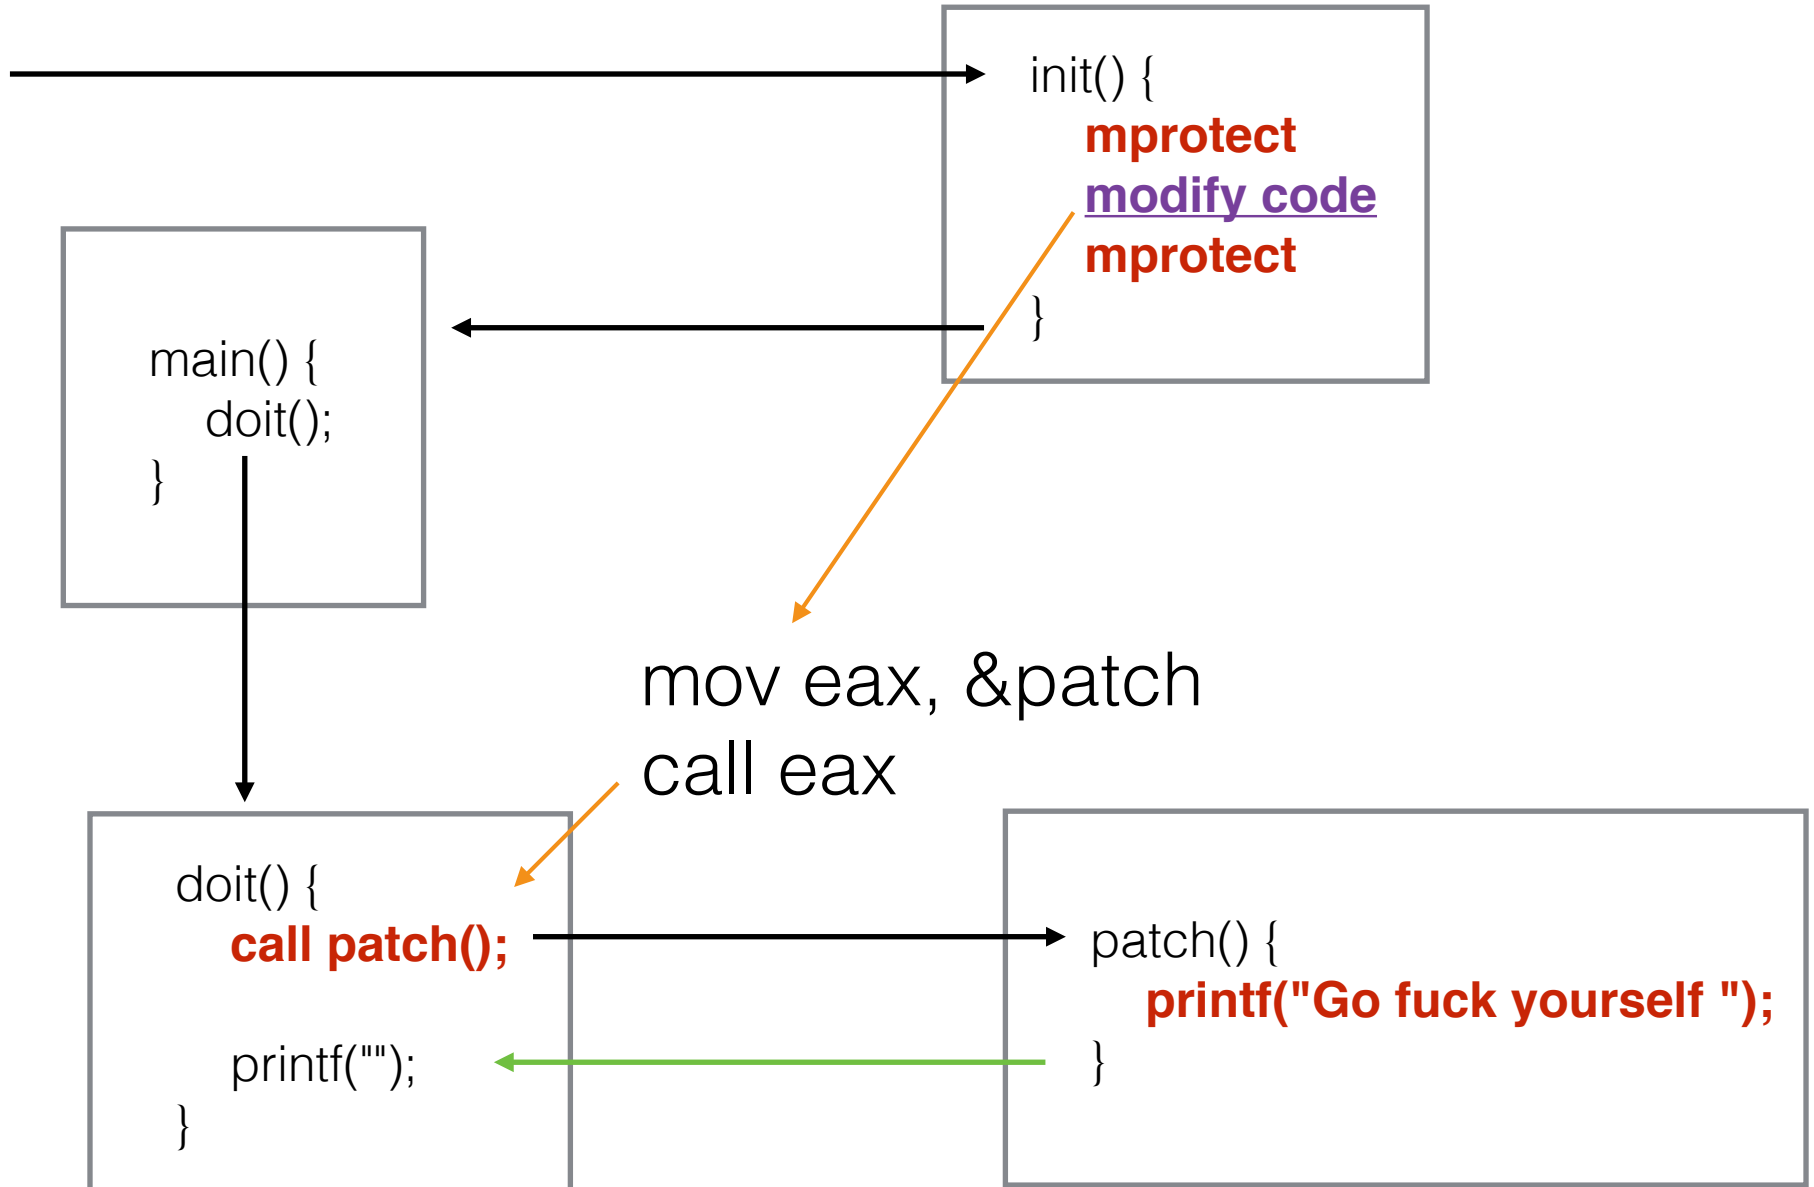 init() {
mprotect
modify code
mprotect
}
main() {
doit();
}
mov eax, &patch
call eax
doit() {
call patch();
printf("");
}
patch() {
printf("Go fuck yourself ");
}